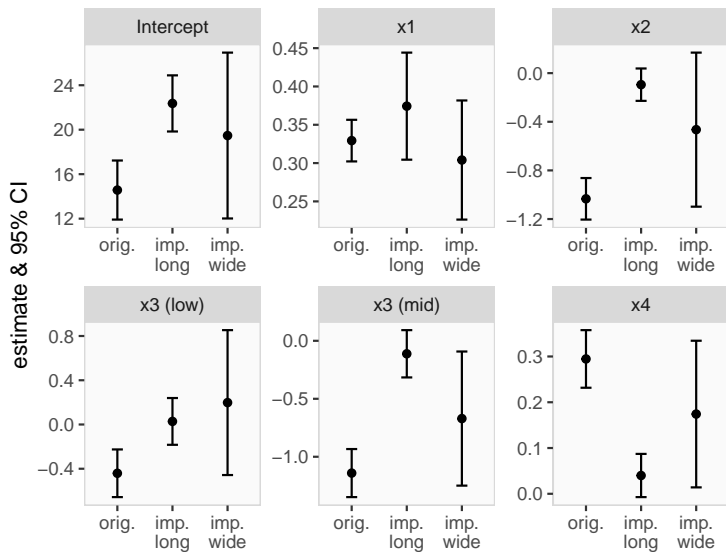 estimate & 95% CI
Intercept
24
20
16
12
orig.
imp.
long
imp.
wide
x1
0.45
0.40
0.35
0.30
0.25
orig.
imp.
long
imp.
wide
x2
0.0
−0.4
−0.8
−1.2
orig.
imp.
long
imp.
wide
x3 (low)
0.8
0.4
0.0
−0.4
orig.
imp.
long
imp.
wide
x3 (mid)
0.0
−0.5
−1.0
orig.
imp.
long
imp.
wide
x4
0.3
0.2
0.1
0.0
orig.
imp.
long
imp.
wide